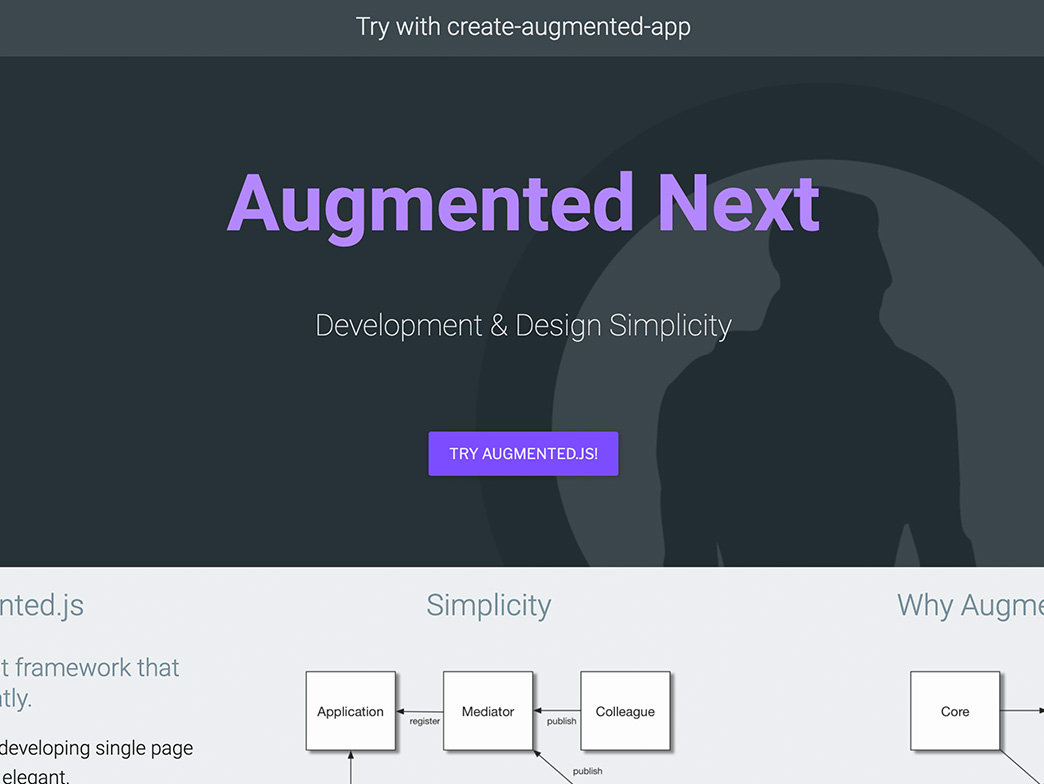 Try with create-augmented-app
Augmented Next
Development & Design Simplicity
TRY AUGMENTED.JS!
nted.js
t framework that
tly.
developing single page
elegant.
Simplicity
Application
register
Mediator
publish
Colleague
publish
Why Augme
Core